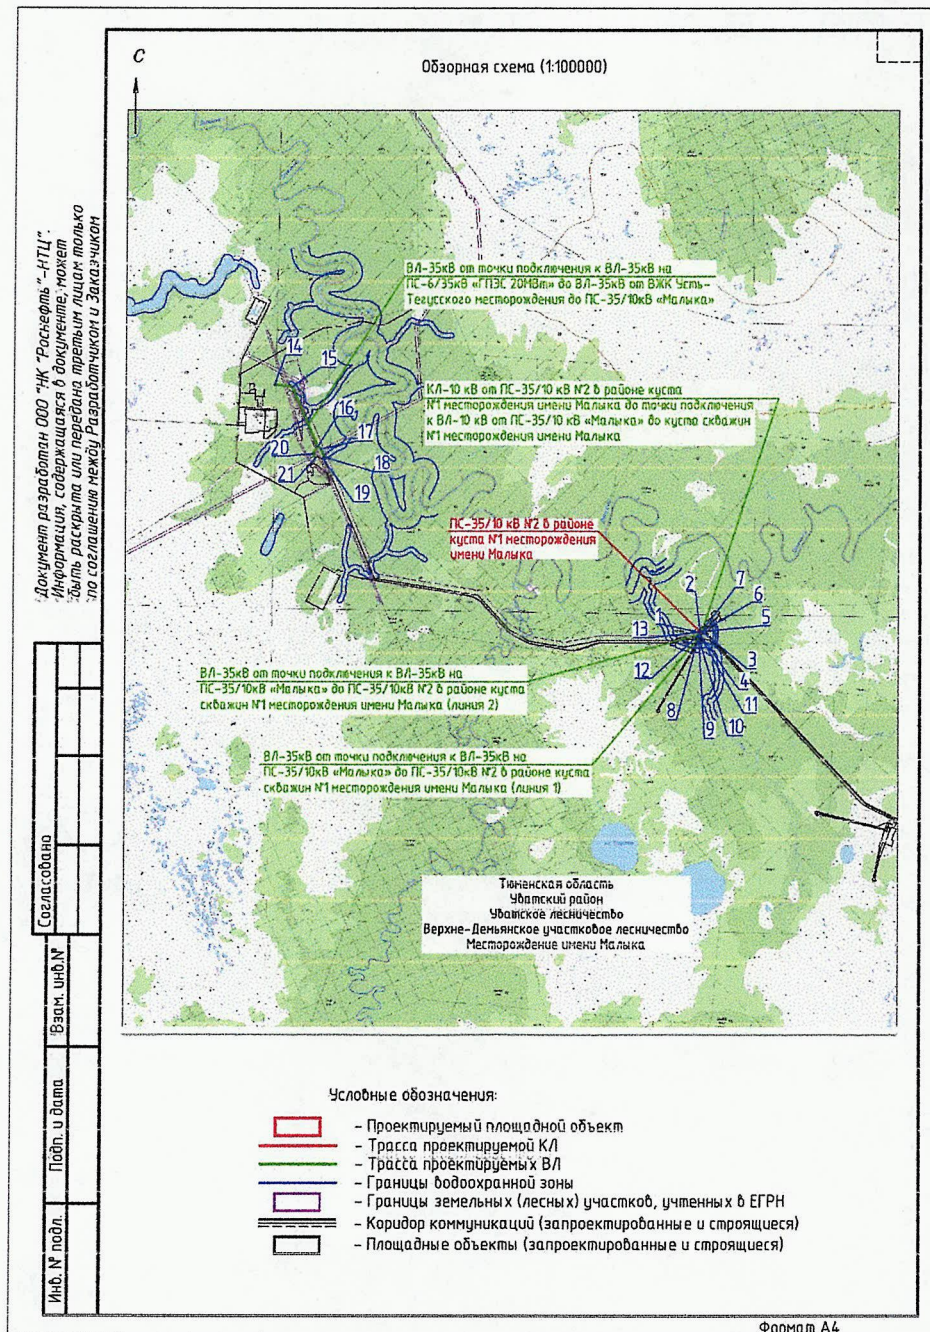 С
Обзорная схема (1:100000)
Документ разработан ООО "НК "Роснефть"-НТЦ".
Информация, содержащаяся в документе, может
быть раскрыта или передана третьим лицам только
по соглашению между Разработчиком и Заказчиком
ВЛ-35кВ от точки подключения к ВЛ-35кВ на
ПС-6/35кВ «ГПЭС 20МВт» до ВЛ-35кВ от ВЖК Усть-
Тегусского месторождения до ПС-35/10кВ «Малыка»
14
15
КЛ-10 кВ от ПС-35/10 кВ №2 в районе куста
№1 месторождения имени Малыка до точки подключения
к ВЛ-10 кВ от ПС-35/10 кВ «Малыка» до куста скважин
№1 месторождения имени Малыка
16
17
20
18
21
19
ПС-35/10 кВ №2 в районе
куста №1 месторождения
имени Малыка
2
7
6
1
5
13
3
12
4
11
8
9
10
ВЛ-35кВ от точки подключения к ВЛ-35кВ на
ПС-35/10кВ «Малыка» до ПС-35/10кВ №2 в районе куста
скважин №1 месторождения имени Малыка (линия 2)
ВЛ-35кВ от точки подключения к ВЛ-35кВ на
ПС-35/10кВ «Малыка» до ПС-35/10кВ №2 в районе куста
скважин №1 месторождения имени Малыка (линия 1)
Тюменская область
Уватский район
Уватское лесничество
Верхне-Демьянское участковое лесничество
Месторождение имени Малыка
Согласовано
Взам. инв.№
Подп. и дата
Инв. № подл.
Условные обозначения:
- Проектируемый площадной объект
- Трасса проектируемой КЛ
- Трасса проектируемых ВЛ
- Границы водоохранной зоны
- Границы земельных (лесных) участков, учтенных в ЕГРН
- Коридор коммуникаций (запроектированные и строящиеся)
- Площадные объекты (запроектированные и строящиеся)
Формат А4